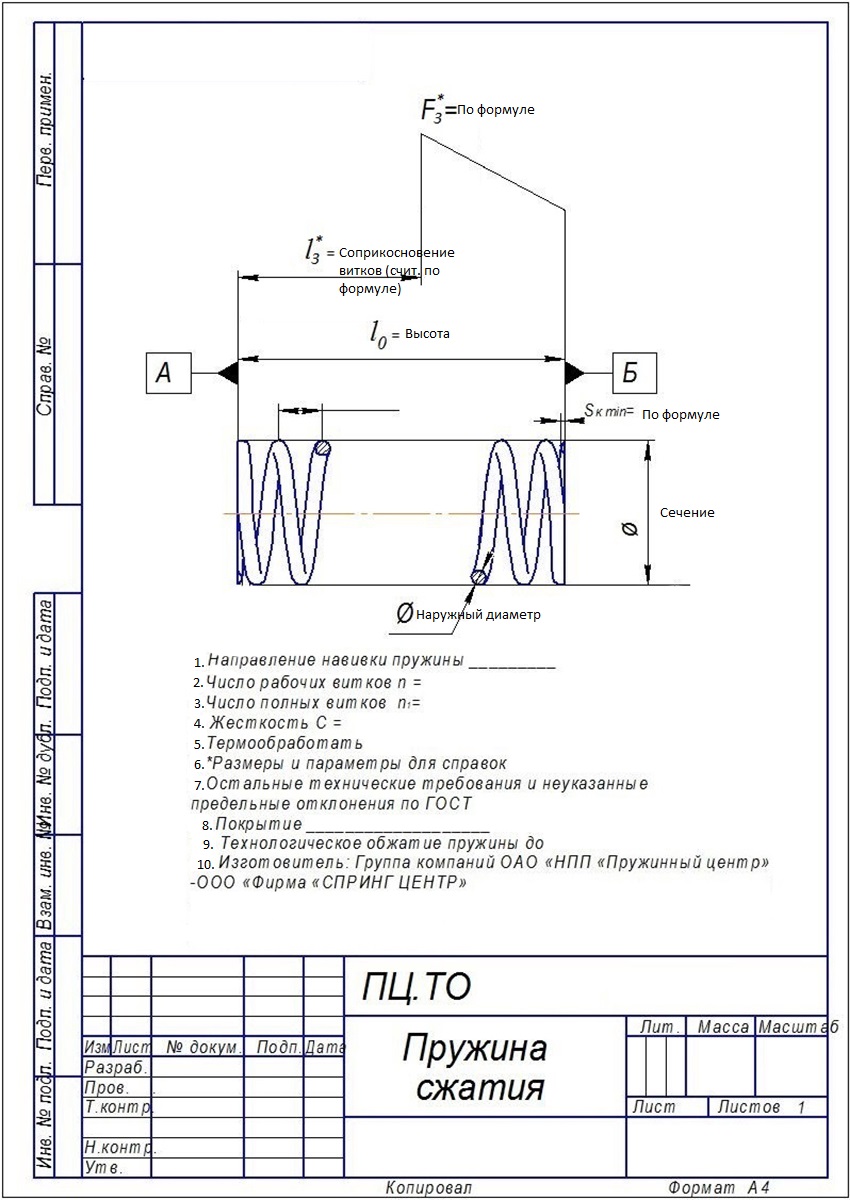 F3*=По формуле
l3* = Соприкосновение
витков (счит. по
формуле)
l0 = Высота
А
Б
Sк min= По формуле
Ø
Сечение
Ø Наружный диаметр
1. Направление навивки пружины _________
2. Число рабочих витков n =
3. Число полных витков n1=
4. Жесткость С =
5. Термообработать
6. *Размеры и параметры для справок
7. Остальные технические требования и неуказанные
предельные отклонения по ГОСТ
8. Покрытие ___________________
9. Технологическое обжатие пружины до
10. Изготовитель: Группа компаний ОАО «НПП «Пружинный центр»
-ООО «Фирма «СПРИНГ ЦЕНТР»
Перв. примен.
Справ. №
Подп. и дата
Инв. № дубл.
Взам. инв. №
Подп. и дата
Инв. № подл.
ПЦ.ТО
Пружина
сжатия
Изм Лист № докум. Подп. Дата
Разраб.
Пров.
Т.контр.
Н.контр.
Утв.
Лит. Масса Масштаб
Лист Листов 1
Копировал Формат А4